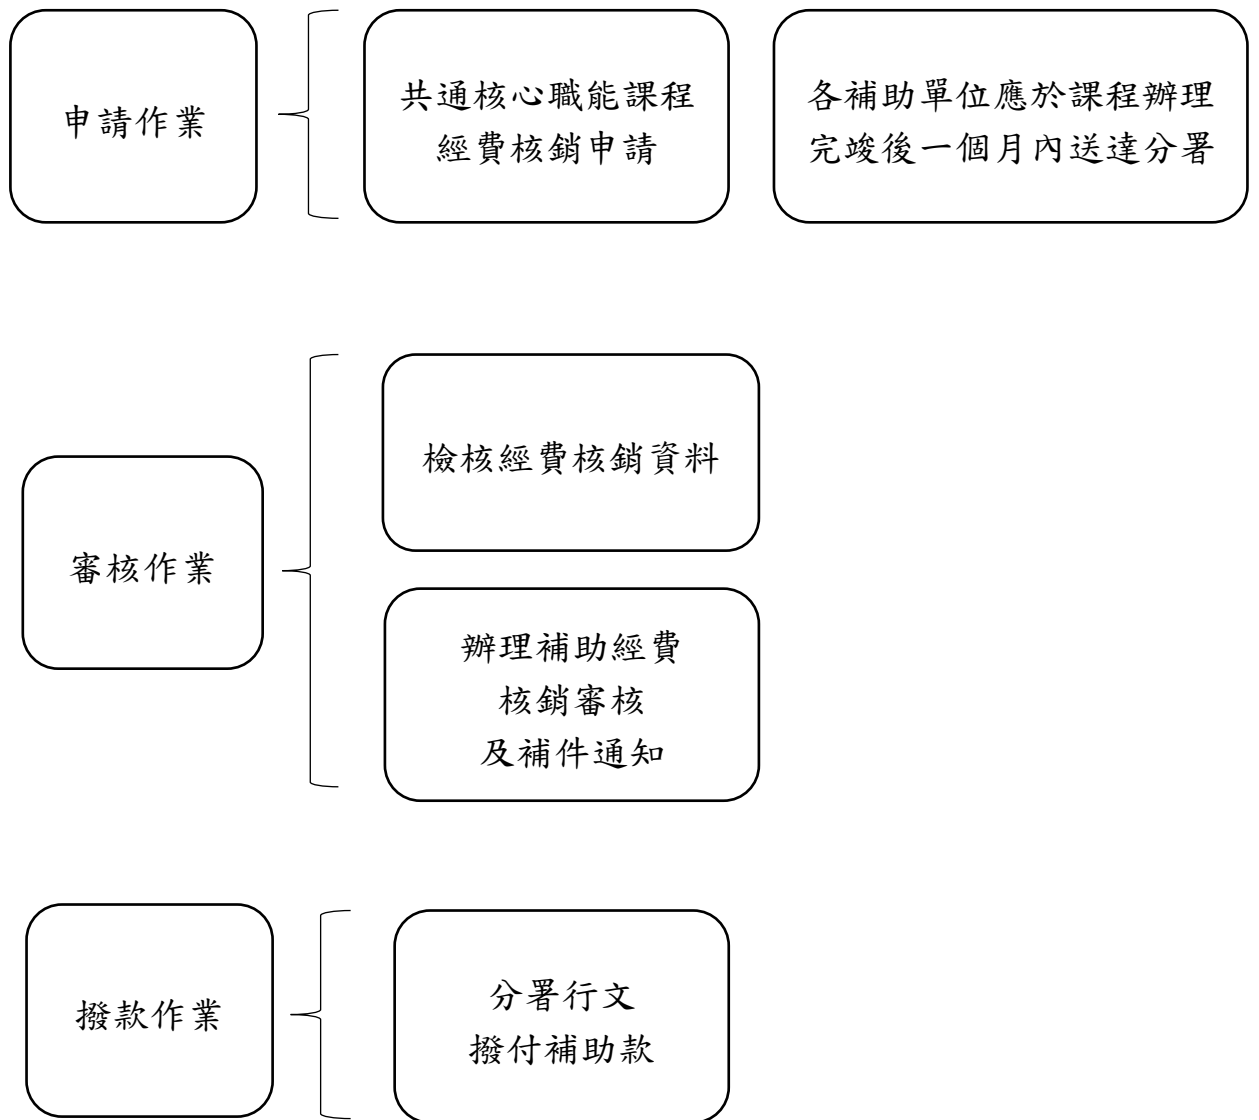 申請作業
共通核心職能課程
經費核銷申請
各補助單位應於課程辦理
完竣後一個月內送達分署
審核作業
檢核經費核銷資料
辦理補助經費
核銷審核
及補件通知
撥款作業
分署行文
撥付補助款